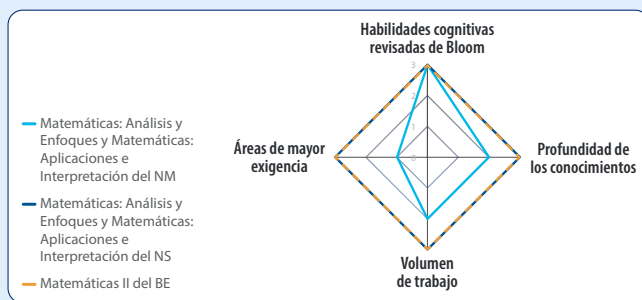 Habilidades cognitivas
revisadas de Bloom
3
2
1
0
Áreas de mayor
exigencia
Profundidad de
los conocimientos
Volumen
de trabajo
Matemáticas: Análisis y
Enfoques y Matemáticas:
Aplicaciones e
Interpretación del NM
Matemáticas: Análisis y
Enfoques y Matemáticas:
Aplicaciones e
Interpretación del NS
Matemáticas II del BE